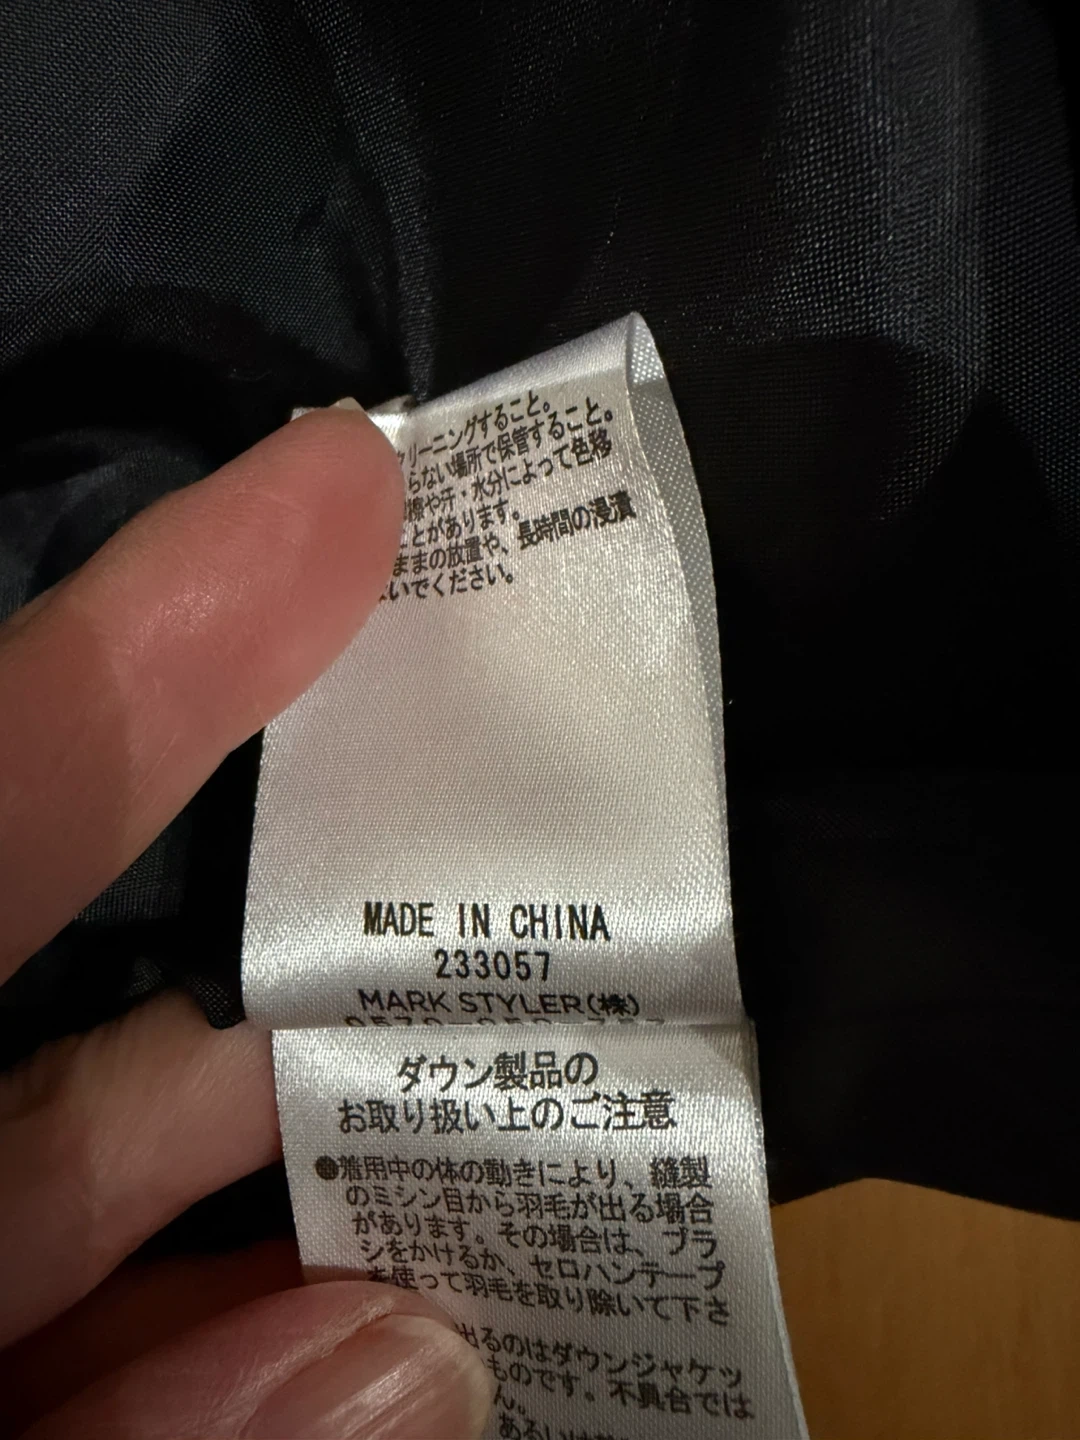 クリーニングすること。
らない場所で保管すること。
擦や汗・水分によって色移
ことがあります。
ままの放置や、長時間の浸漬
いでください。
MADE IN CHINA
233057
MARK STYLER(株)
ダウン製品の
お取り扱い上のご注意
●着用中の体の動きにより、縫製
のミシン目から羽毛が出る場合
があります。その場合は、ブラ
シをかけるか、セロハンテープ
を使って羽毛を取り除いて下さ
出るのはダウンジャケッ
ものです。不具合では
ん。
あるいは